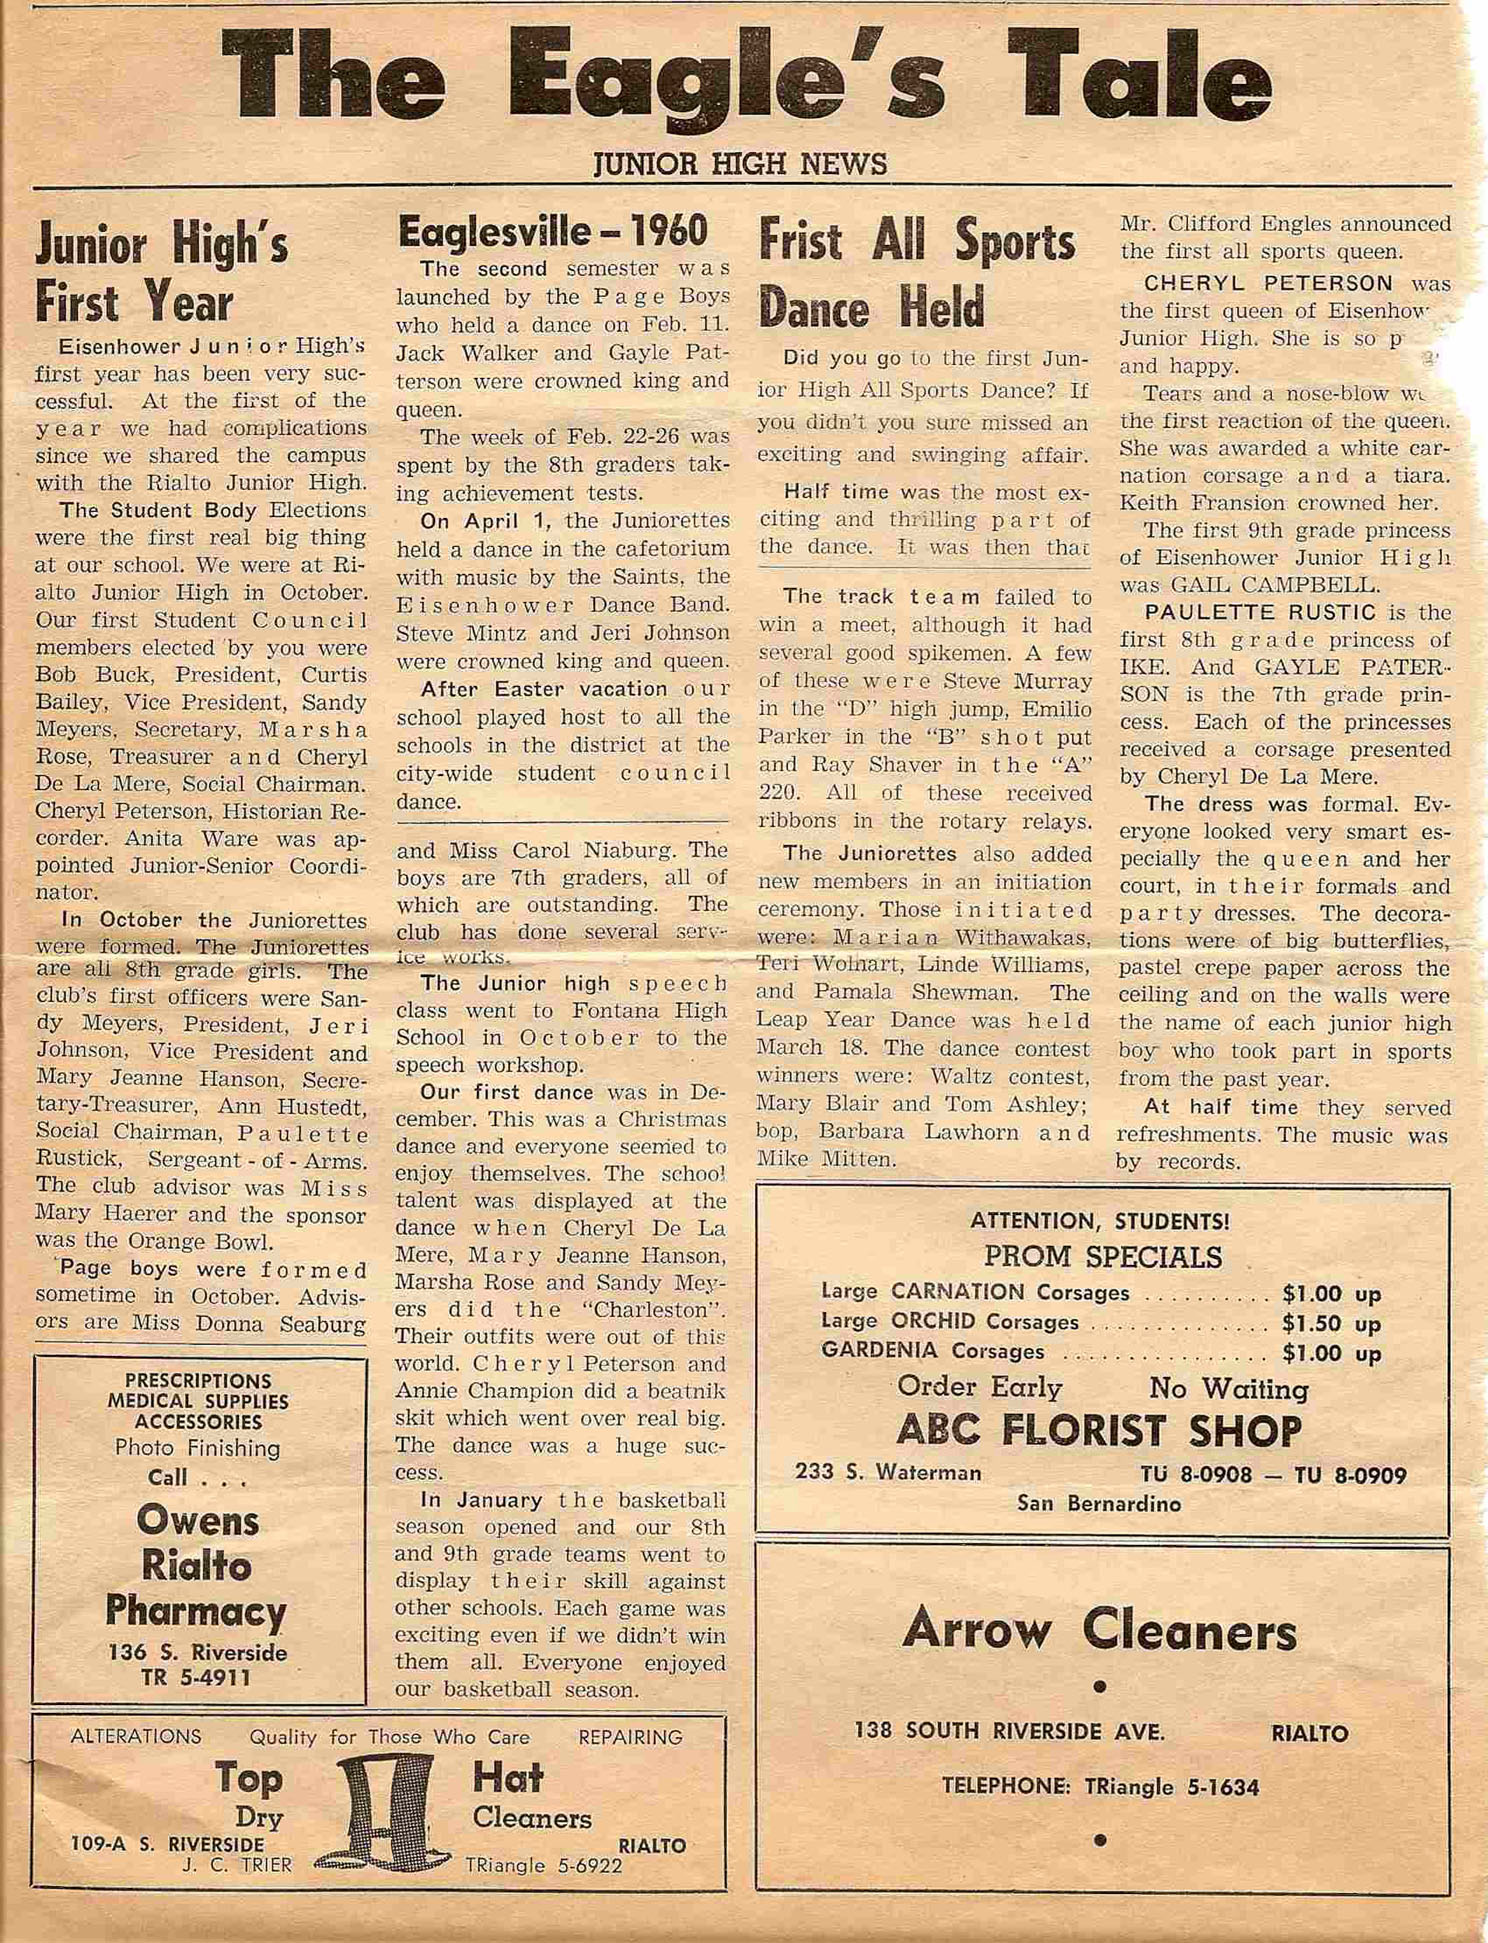 The Eagle's Tale
JUNIOR HIGH NEWS
Junior High's
First Year
Eisenhower Junior High's
first year has been very suc-
cessful. At the first of the
year we had complications
since we shared the campus
with the Rialto Junior High.
The Student Body Elections
were the first real big thing
at our school. We were at Ri-
alto Junior High in October.
Our first Student Council
members elected by you were
Bob Buck, President, Curtis
Bailey, Vice President, Sandy
Meyers, Secretary, Marsha
Rose, Treasurer and Cheryl
De La Mere, Social Chairman.
Cheryl Peterson, Historian Re-
corder. Anita Ware was ap-
pointed Junior-Senior Coordi-
nator.
In October the Juniorettes
were formed. The Juniorettes
are all 8th grade girls. The
club's first officers were San-
dy Meyers, President, Jeri
Johnson, Vice President and
Mary Jeanne Hanson, Secre-
tary-Treasurer, Ann Hustedt,
Social Chairman, Paulette
Rustick, Sergeant-of-Arms.
The club advisor was Miss
Mary Haerer and the sponsor
was the Orange Bowl.
Page boys were formed
sometime in October. Advis-
ors are Miss Donna Seaburg
PRESCRIPTIONS
MEDICAL SUPPLIES
ACCESSORIES
Photo Finishing
Call . . .
Owens
Rialto
Pharmacy
136 S. Riverside
TR 5-4911
Eaglesville – 1960
The second semester was
launched by the Page Boys
who held a dance on Feb. 11.
Jack Walker and Gayle Pat-
terson were crowned king and
queen.
The week of Feb. 22-26 was
spent by the 8th graders tak-
ing achievement tests.
On April 1, the Juniorettes
held a dance in the cafetorium
with music by the Saints, the
Eisenhower Dance Band.
Steve Mintz and Jeri Johnson
were crowned king and queen.
After Easter vacation our
school played host to all the
schools in the district at the
city-wide student council
dance.
and Miss Carol Niaburg. The
boys are 7th graders, all of
which are outstanding. The
club has done several serv-
ice works.
The Junior high speech
class went to Fontana High
School in October to the
speech workshop.
Our first dance was in De-
cember. This was a Christmas
dance and everyone seemed to
enjoy themselves. The school
talent was displayed at the
dance when Cheryl De La
Mere, Mary Jeanne Hanson,
Marsha Rose and Sandy Mey-
ers did the "Charleston".
Their outfits were out of this
world. Cheryl Peterson and
Annie Champion did a beatnik
skit which went over real big.
The dance was a huge suc-
cess.
In January the basketball
season opened and our 8th
and 9th grade teams went to
display their skill against
other schools. Each game was
exciting even if we didn't win
them all. Everyone enjoyed
our basketball season.
ALTERATIONS Quality for Those Who Care REPAIRING
Top Hat
Dry Cleaners
109-A S. RIVERSIDE RIALTO
J. C. TRIER TRiangle 5-6922
Frist All Sports
Dance Held
Did you go to the first Jun-
ior High All Sports Dance? If
you didn't you sure missed an
exciting and swinging affair.
Half time was the most ex-
citing and thrilling part of
the dance. It was then that
The track team failed to
win a meet, although it had
several good spikemen. A few
of these were Steve Murray
in the "D" high jump, Emilio
Parker in the "B" shot put
and Ray Shaver in the "A"
220. All of these received
ribbons in the rotary relays.
The Juniorettes also added
new members in an initiation
ceremony. Those initiated
were: Marian Withawakas,
Teri Wolnart, Linde Williams,
and Pamala Shewman. The
Leap Year Dance was held
March 18. The dance contest
winners were: Waltz contest,
Mary Blair and Tom Ashley;
bop, Barbara Lawhorn and
Mike Mitten.
Mr. Clifford Engles announced
the first all sports queen.
CHERYL PETERSON was
the first queen of Eisenhow
Junior High. She is so p
and happy.
Tears and a nose-blow
the first reaction of the queen.
She was awarded a white car-
nation corsage and a tiara.
Keith Fransion crowned her.
The first 9th grade princess
of Eisenhower Junior High
was GAIL CAMPBELL.
PAULETTE RUSTIC is the
first 8th grade princess of
IKE. And GAYLE PATER-
SON is the 7th grade prin-
cess. Each of the princesses
received a corsage presented
by Cheryl De La Mere.
The dress was formal. Ev-
eryone looked very smart es-
pecially the queen and her
court, in their formals and
party dresses. The decora-
tions were of big butterflies,
pastel crepe paper across the
ceiling and on the walls were
the name of each junior high
boy who took part in sports
from the past year.
At half time they served
refreshments. The music was
by records.
ATTENTION, STUDENTS!
PROM SPECIALS
Large CARNATION Corsages .......... $1.00 up
Large ORCHID Corsages .............. $1.50 up
GARDENIA Corsages ................ $1.00 up
Order Early No Waiting
ABC FLORIST SHOP
233 S. Waterman TU 8-0908 — TU 8-0909
San Bernardino
Arrow Cleaners
138 SOUTH RIVERSIDE AVE. RIALTO
TELEPHONE: TRiangle 5-1634